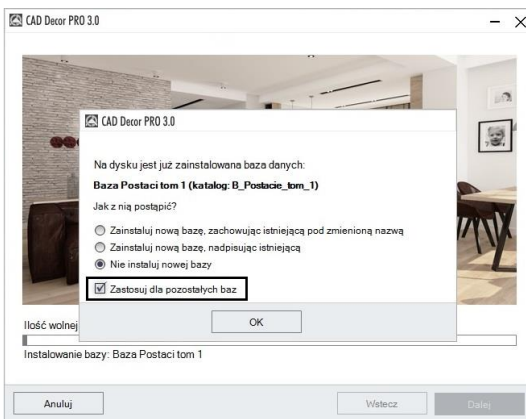 CAD Decor PRO 3.0
CAD Decor PRO 3.0
Na dysku jest już zainstalowana baza danych:
Baza Postaci tom 1 (katalog: B_Postacie_tom_1)
Jak z nią postąpić?
Zainstaluj nową bazę, zachowując istniejącą pod zmienioną nazwą
Zainstaluj nową bazę, nadpisując istniejącą
Nie instaluj nowej bazy
Zastosuj dla pozostałych baz
OK
Ilość wolnej
Instalowanie bazy: Baza Postaci tom 1
Anuluj
Wstecz
Dalej